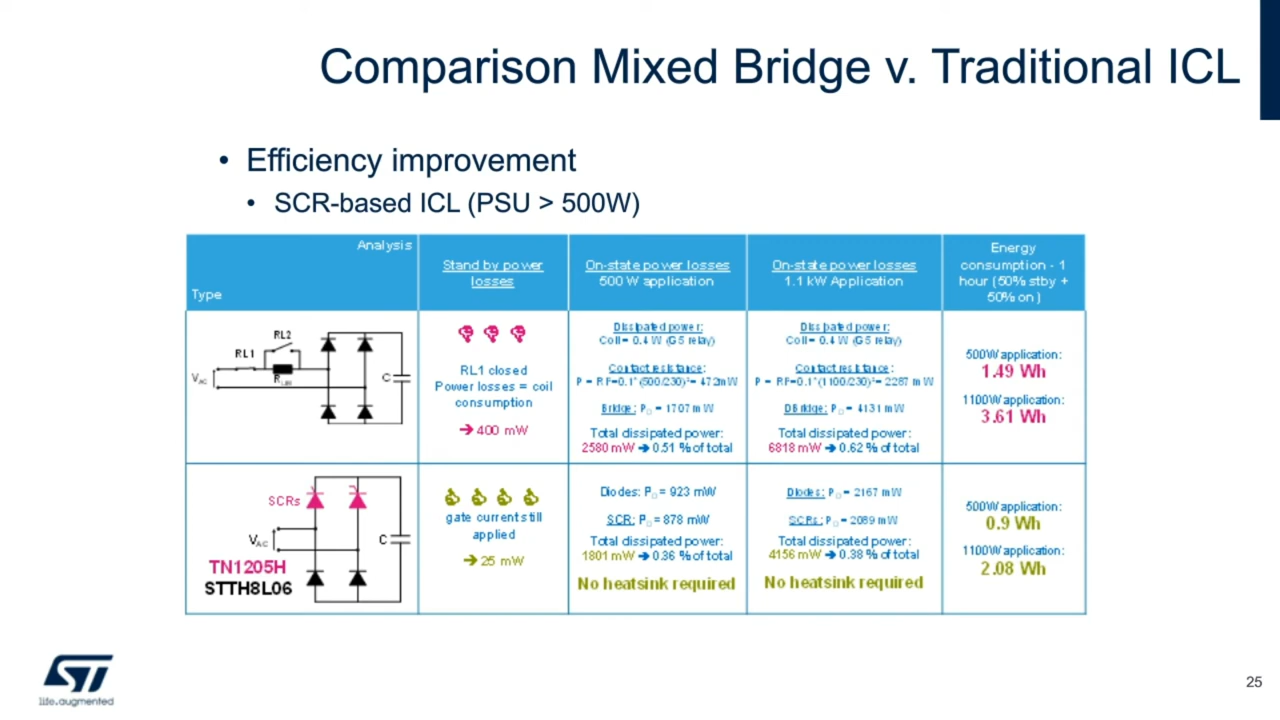 Comparison Mixed Bridge v. Traditional ICL
• Efficiency improvement
• SCR-based ICL (PSU > 500W)
Analysis
Type
Stand by power
losses
On-state power losses
500 W application
On-state power losses
1.1 kW Application
Energy
consumption - 1
hour (50% stby +
50% on )
RL2
RL1
VAC
RLIM
C
RL1 closed
Power losses = coil
consumption
→ 400 mW
Dissipated power:
Coil = 0.4 W (G5 relay)
Contact resistance:
P = RI²=0.1*(500/230)²= 472mW
Bridge: PD = 1707 mW
Total dissipated power:
2580 mW → 0.51 % of total
Dissipated power:
Coil = 0.4 W (G5 relay)
Contact resistance:
P = RI²=0.1*(1100/230)²= 2287 mW
DBridge: PD = 4131 mW
Total dissipated power:
6818 mW → 0.62 % of total
500W application:
1.49 Wh
1100W application:
3.61 Wh
SCRs
VAC
C
TN1205H
STTH8L06
gate current still
applied
→ 25 mW
Diodes: PD = 923 mW
SCR: PD = 878 mW
Total dissipated power:
1801 mW → 0.36 % of total
No heatsink required
Diodes: PD = 2167 mW
SCRs: PD = 2089 mW
Total dissipated power:
4156 mW → 0.38 % of total
No heatsink required
500W application:
0.9 Wh
1100W application:
2.08 Wh
ST
life.augmented
25